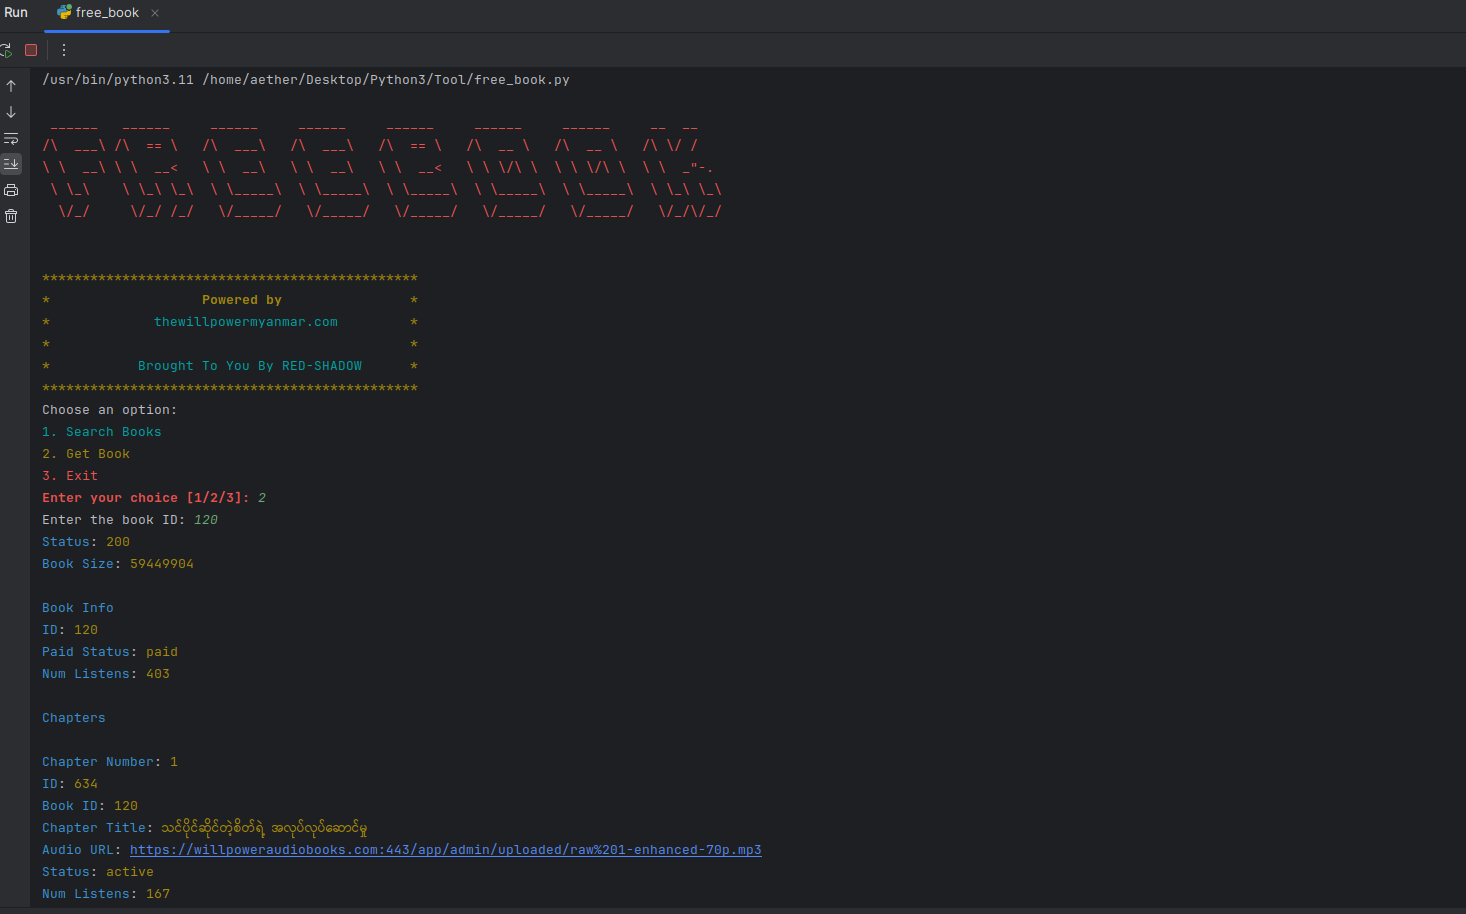 Run free_book
/usr/bin/python3.11 /home/aether/Desktop/Python3/Tool/free_book.py
 ______   ______     ______     ______     ______     ______     ______     __  __
/\  ___\ /\  == \   /\  ___\   /\  ___\   /\  == \   /\  __ \   /\  __ \   /\ \/ /
\ \  __\ \ \  __<   \ \  __\   \ \  __\   \ \  __<   \ \ \/\ \  \ \ \/\ \  \ \  _"-.
 \ \_\    \ \_\ \_\  \ \_____\  \ \_____\  \ \_____\  \ \_____\  \ \_____\  \ \_\ \_\
  \/_/     \/_/ /_/   \/_____/   \/_____/   \/_____/   \/_____/   \/_____/   \/_/\/_/
***********************************************
*                   Powered by                *
*             thewillpowermyanmar.com         *
*                                             *
*           Brought To You By RED-SHADOW      *
***********************************************
Choose an option:
1. Search Books
2. Get Book
3. Exit
Enter your choice [1/2/3]: 2
Enter the book ID: 120
Status: 200
Book Size: 59449904
Book Info
ID: 120
Paid Status: paid
Num Listens: 403
Chapters
Chapter Number: 1
ID: 634
Book ID: 120
Chapter Title: သင်ပိုင်ဆိုင်တဲ့စိတ်ရဲ့ အလုပ်လုပ်ဆောင်မှု
Audio URL: https://willpoweraudiobooks.com:443/app/admin/uploaded/raw%201-enhanced-70p.mp3
Status: active
Num Listens: 167